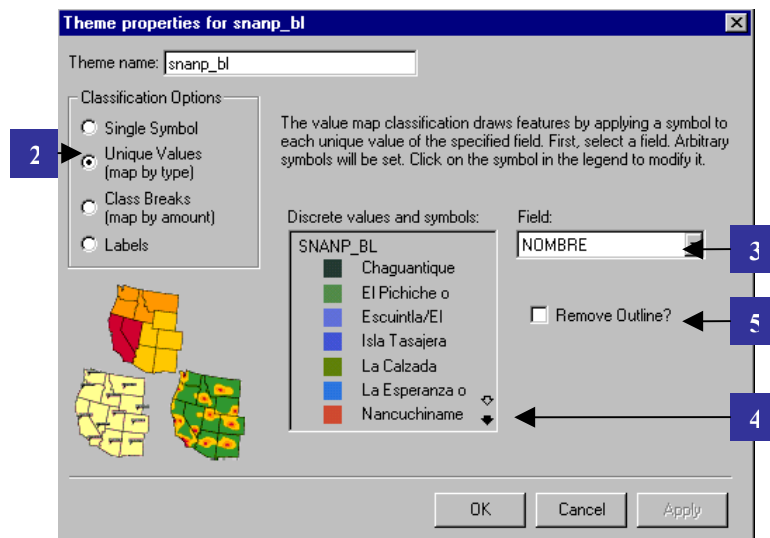 Theme properties for snanp_bl
Theme name: snanp_bl
Classification Options
Single Symbol
2
Unique Values
(map by type)
Class Breaks
(map by amount)
Labels
The value map classification draws features by applying a symbol to
each unique value of the specified field. First, select a field. Arbitrary
symbols will be set. Click on the symbol in the legend to modify it.
Discrete values and symbols:
SNANP_BL
Chaguantique
El Pichiche o
Escuintla/El
Isla Tasajera
La Calzada
La Esperanza o
Nancuchiname
4
Field:
NOMBRE
3
Remove Outline?
5
OK
Cancel
Apply